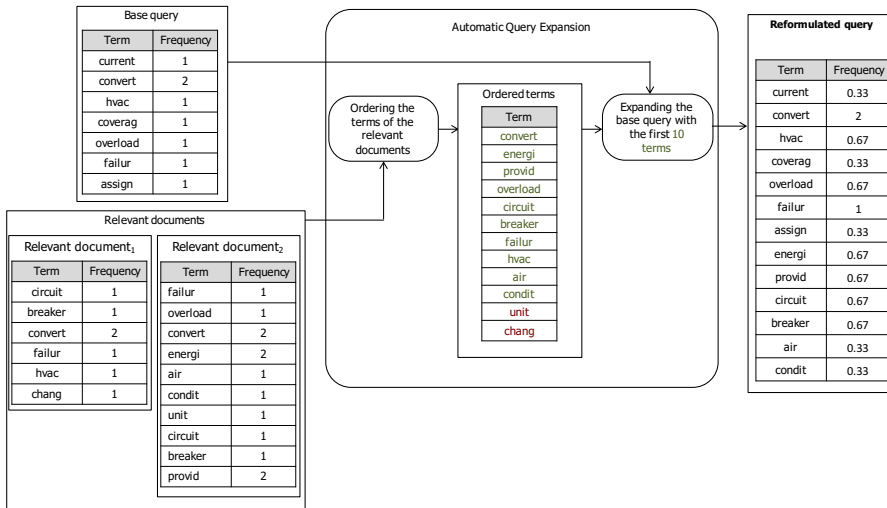 Base query
Term Frequency
current 1
convert 2
hvac 1
coverag 1
overload 1
failur 1
assign 1
Relevant documents
Relevant document1
Term Frequency
circuit 1
breaker 1
convert 2
failur 1
hvac 1
chang 1
Relevant document2
Term Frequency
failur 1
overload 1
convert 2
energi 2
air 1
condit 1
unit 1
circuit 1
breaker 1
provid 2
Automatic Query Expansion
Ordering the
terms of the
relevant
documents
Ordered terms
Term
convert
energi
provid
overload
circuit
breaker
failur
hvac
air
condit
unit
chang
Expanding the
base query with
the first 10
terms
Reformulated query
Term Frequency
current 0.33
convert 2
hvac 0.67
coverag 0.33
overload 0.67
failur 1
assign 0.33
energi 0.67
provid 0.67
circuit 0.67
breaker 0.67
air 0.33
condit 0.33